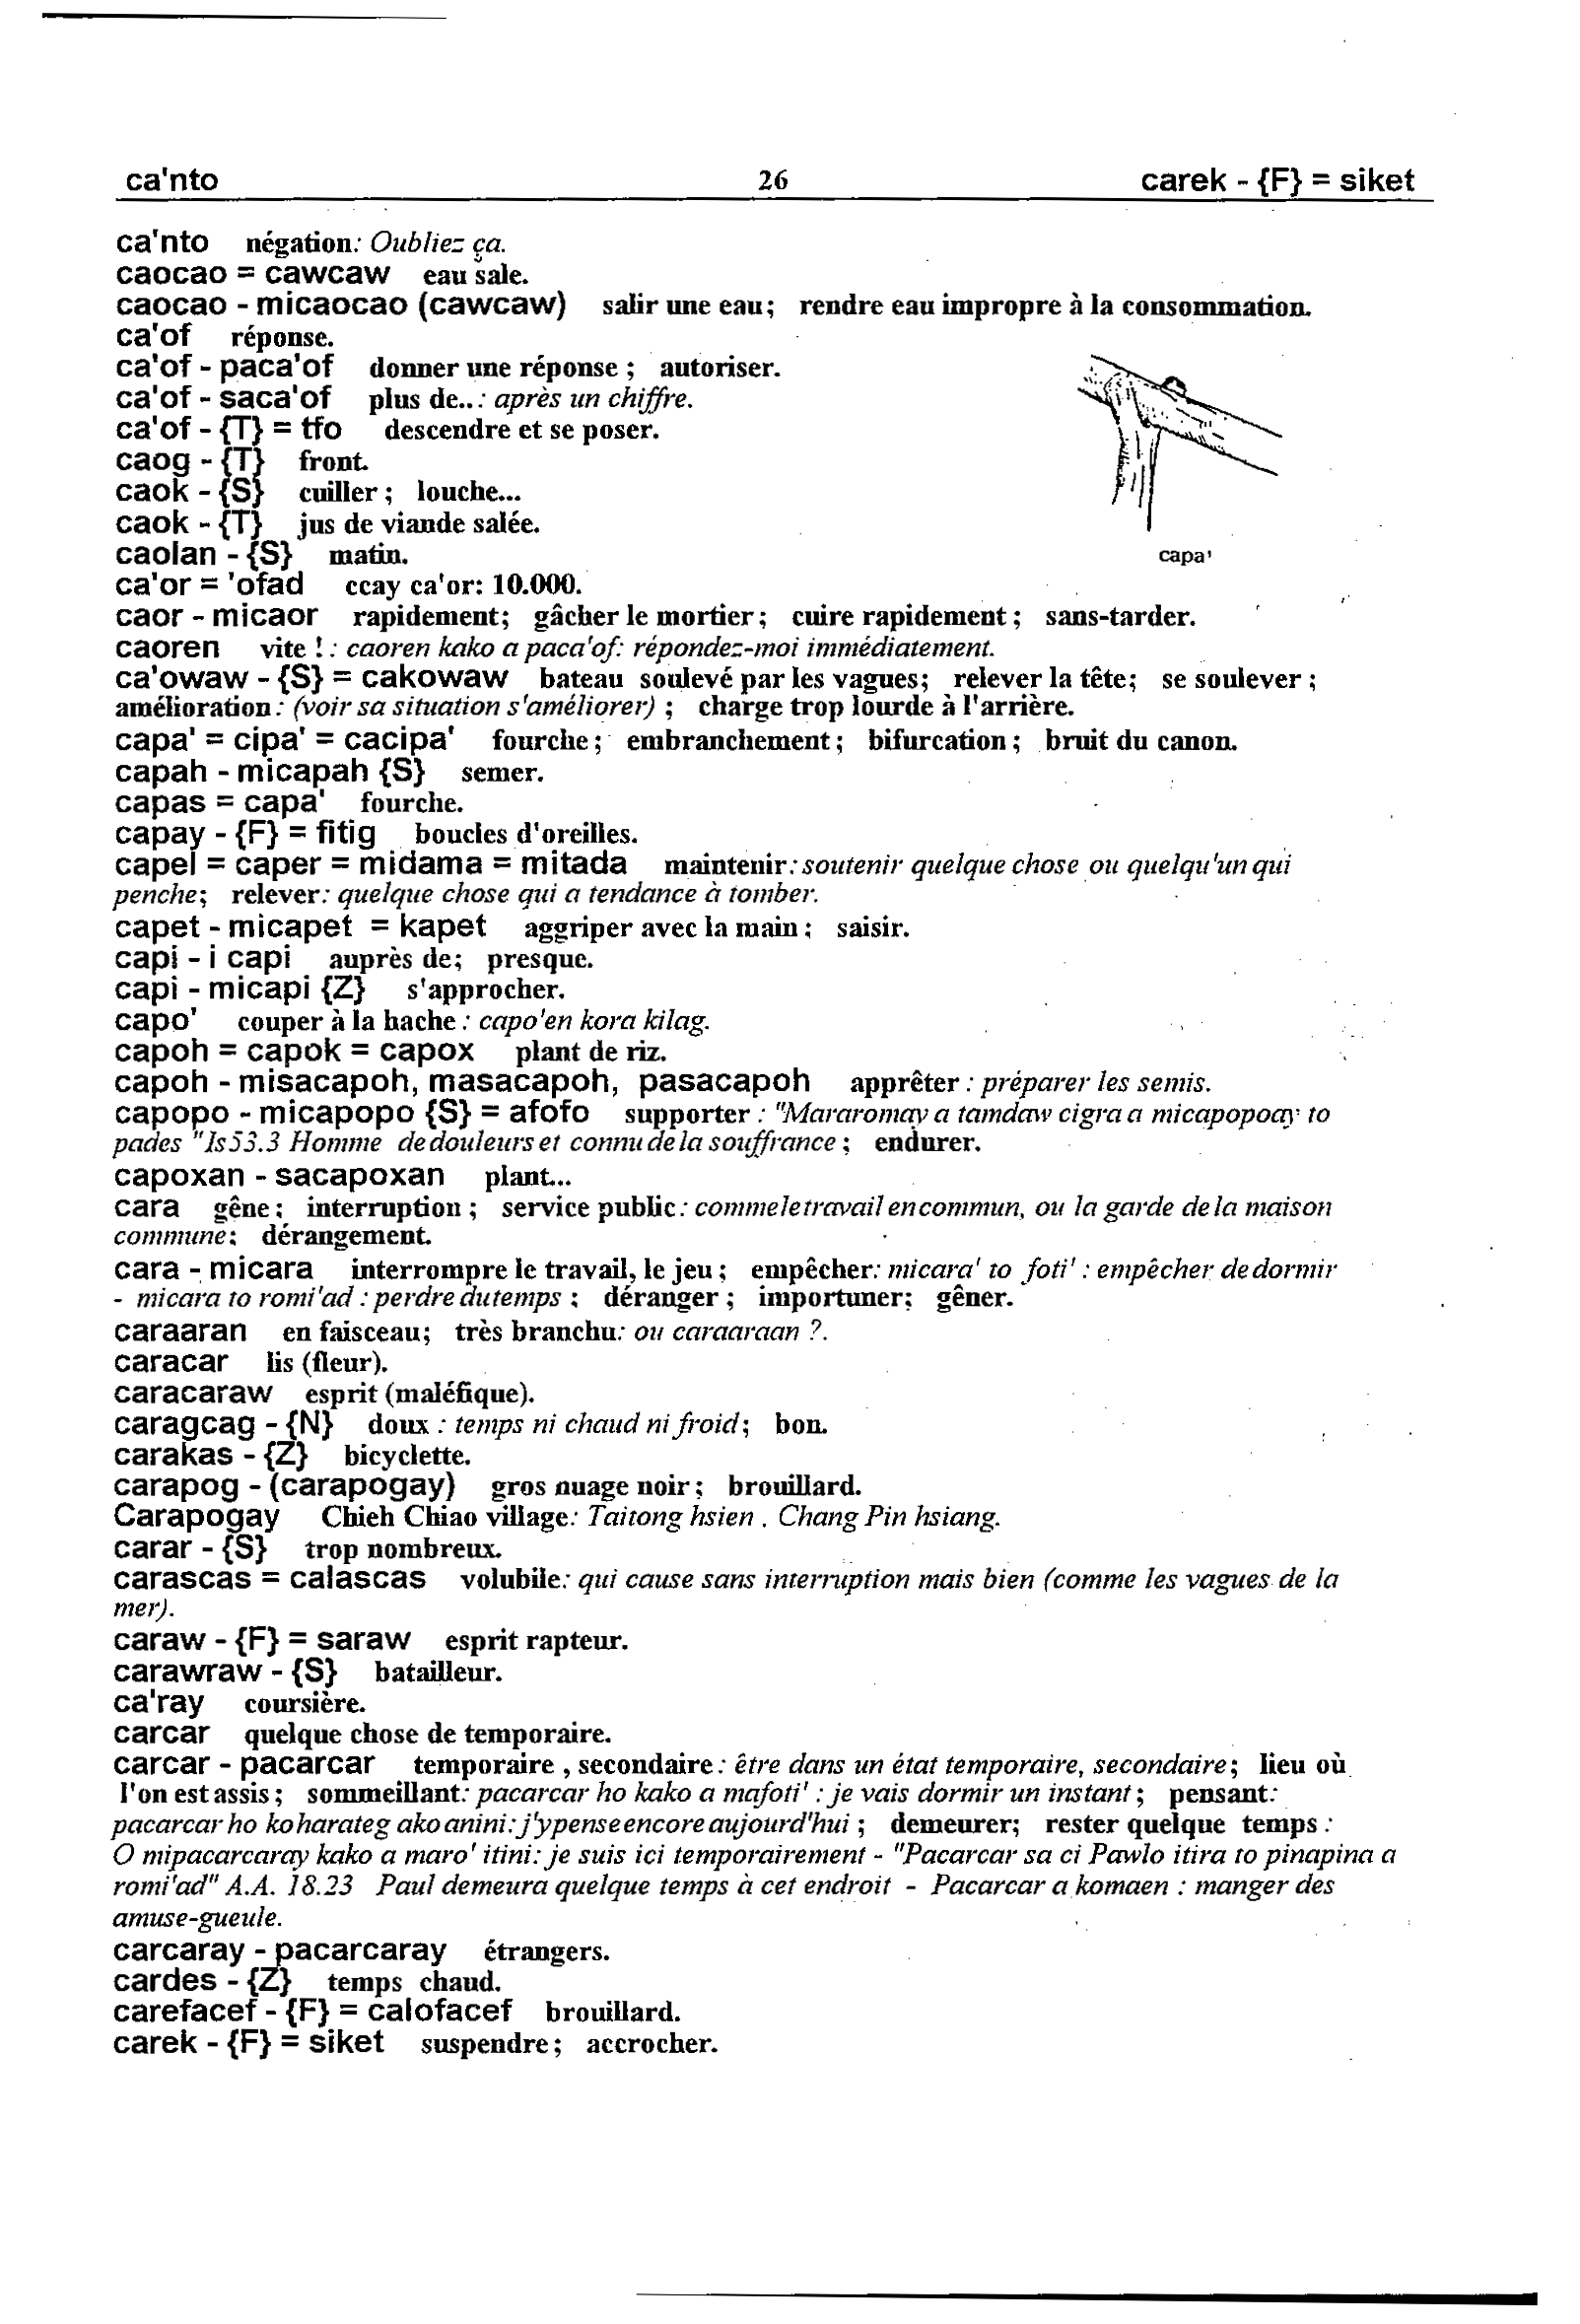 ca'nto 26 carek - {F} = siket
ca'nto négation: Oubliez ça.
caocao = cawcaw eau sale.
caocao - micaocao (cawcaw) salir une eau; rendre eau impropre à la consommation.
ca'of réponse.
ca'of - paca'of donner une réponse ; autoriser.
ca'of - saca'of plus de..: après un chiffre.
ca'of - {T} = tfo descendre et se poser.
caog - {T} front.
caok - {S} cuiller ; louche...
caok - {T} jus de viande salée.
caolan - {S} matin.
capa'
ca'or = 'ofad ccay ca'or: 10.000.
caor - micaor rapidement; gâcher le mortier; cuire rapidement ; sans-tarder.
caoren vite ! : caoren kako a paca'of: répondez-moi immédiatement.
ca'owaw - {S} = cakowaw bateau soulevé par les vagues; relever la tête; se soulever ;
amélioration: (voir sa situation s'améliorer) ; charge trop lourde à l'arrière.
capa' = cipa' = cacipa' fourche; embranchement; bifurcation; bruit du canon.
capah - micapah {S} semer.
capas = capa' fourche.
capay - {F} = fitig boucles d'oreilles.
capel = caper = midama = mitada maintenir: soutenir quelque chose ou quelqu'un qui
penche; relever: quelque chose qui a tendance à tomber.
capet - micapet = kapet aggriper avec la main; saisir.
capi - i capi auprès de; presque.
capi - micapi {Z} s'approcher.
capo' couper à la hache : capo'en kora kilag.
capoh = capok = capox plant de riz.
capoh - misacapoh, masacapoh, pasacapoh apprêter : préparer les semis.
capopo - micapopo {S} = afofo supporter : "Mararomay a tamdaw cigra a micapopoay to
pades "Is53.3 Homme de douleurs et connu de la souffrance ; endurer.
capoxan - sacapoxan plant...
cara gêne; interruption ; service public: comme le travail en commun, ou la garde de la maison
commune; dérangement.
cara - micara interrompre le travail, le jeu; empêcher: micara' to foti' : empêcher de dormir
- micara to romi'ad : perdre du temps ; déranger ; importuner; gêner.
caraaran en faisceau; très branchu: ou caraaraan ?.
caracar lis (fleur).
caracaraw esprit (maléfique).
caragcag - {N} doux : temps ni chaud ni froid; bon.
carakas - {Z} bicyclette.
carapog - (carapogay) gros nuage noir; brouillard.
Carapogay Chieh Chiao village: Taitong hsien . Chang Pin hsiang.
carar - {S} trop nombreux.
carascas = calascas volubile: qui cause sans interruption mais bien (comme les vagues de la
mer).
caraw - {F} = saraw esprit rapteur.
carawraw - {S} batailleur.
ca'ray coursière.
carcar quelque chose de temporaire.
carcar - pacarcar temporaire , secondaire: être dans un état temporaire, secondaire; lieu où
l'on est assis; sommeillant: pacarcar ho kako a mafoti' : je vais dormir un instant; pensant:
pacarcar ho koharateg ako anini: j'ypense encore aujourd'hui ; demeurer; rester quelque temps :
O mipacarcaray kako a maro' itini: je suis ici temporairement - "Pacarcar sa ci Pawlo itira to pinapina a
romi'ad" A.A. 18.23 Paul demeura quelque temps à cet endroit - Pacarcar a komaen : manger des
amuse-gueule.
carcaray - pacarcaray étrangers.
cardes - {Z} temps chaud.
carefacef - {F} = calofacef brouillard.
carek - {F} = siket suspendre; accrocher.